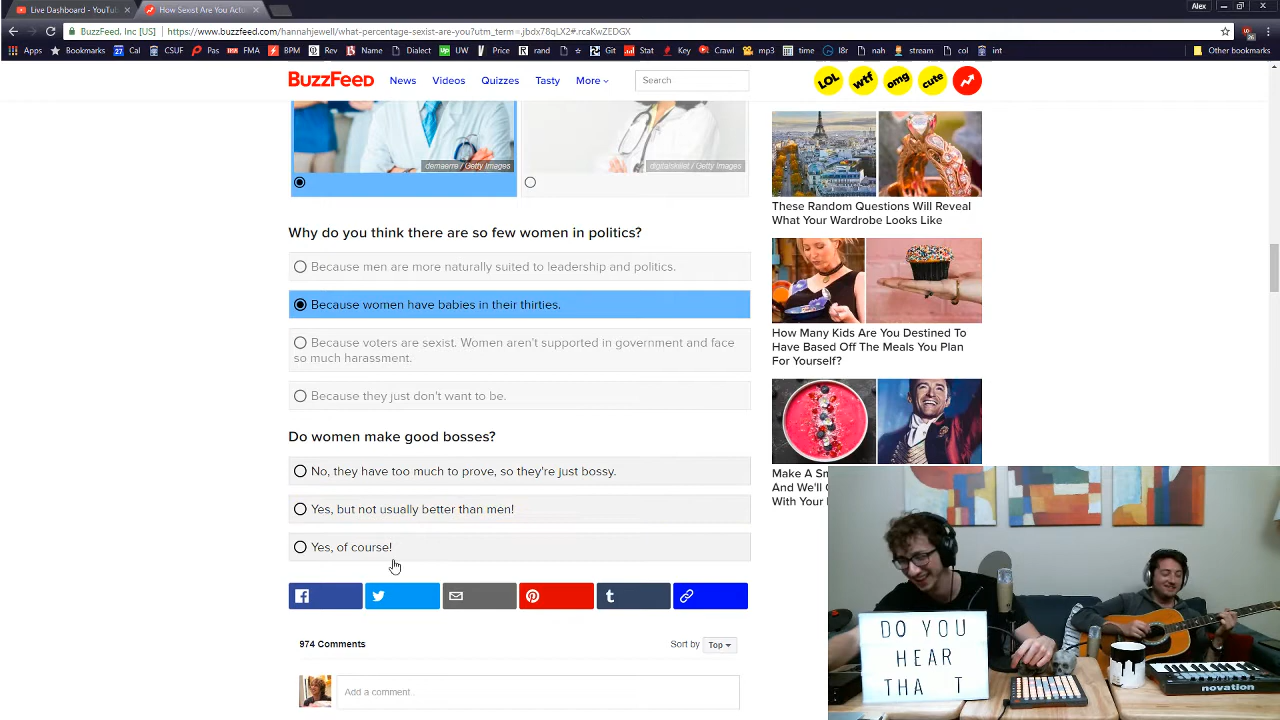 Live Dashboard - YouTu
How Sexist Are You Actu
Alex
BuzzFeed, Inc [US]
https://www.buzzfeed.com/hannahjewell/what-percentage-sexist-are-you?utm_term=.jbdx78qLX2#.rcaKwZEDGX
Apps
Bookmarks
27 Cal
CSUF
Pas
FMA
BPM
Name
Dialect
UW
Price
rand
Git
Stat
Key
Crawl
mp3
time
l8r
nah
stream
col
int
Other bookmarks
BuzzFeed
News
Videos
Quizzes
Tasty
More
Search
LOL
wtf
omg
cute
demaerre / Getty Images
Why do you think there are so few women in politics?
Because men are more naturally suited to leadership and politics.
Because women have babies in their thirties.
Because voters are sexist. Women aren't supported in government and face
so much harassment.
Because they just don't want to be.
Do women make good bosses?
No, they have too much to prove, so they're just bossy.
Yes, but not usually better than men!
Yes, of course!
974 Comments
Sort by
Top
Add a comment...
These Random Questions Will Reveal
What Your Wardrobe Looks Like
How Many Kids Are You Destined To
Have Based Off The Meals You Plan
For Yourself?
Make A Sm
And We'll
With Your
DO YOU
HEAR
THA T
novation